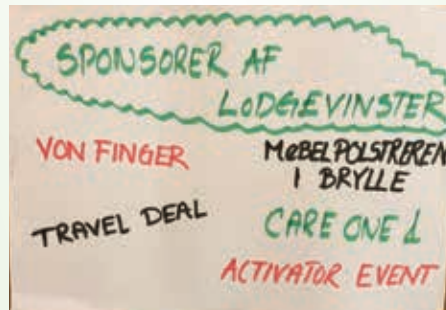 SPONSORER AF
LODGEVINSTER
VON FINGER
MØBELPOLSTREREN
I BRYLLE
TRAVEL DEAL
CARE ONE
ACTIVATOR EVENT